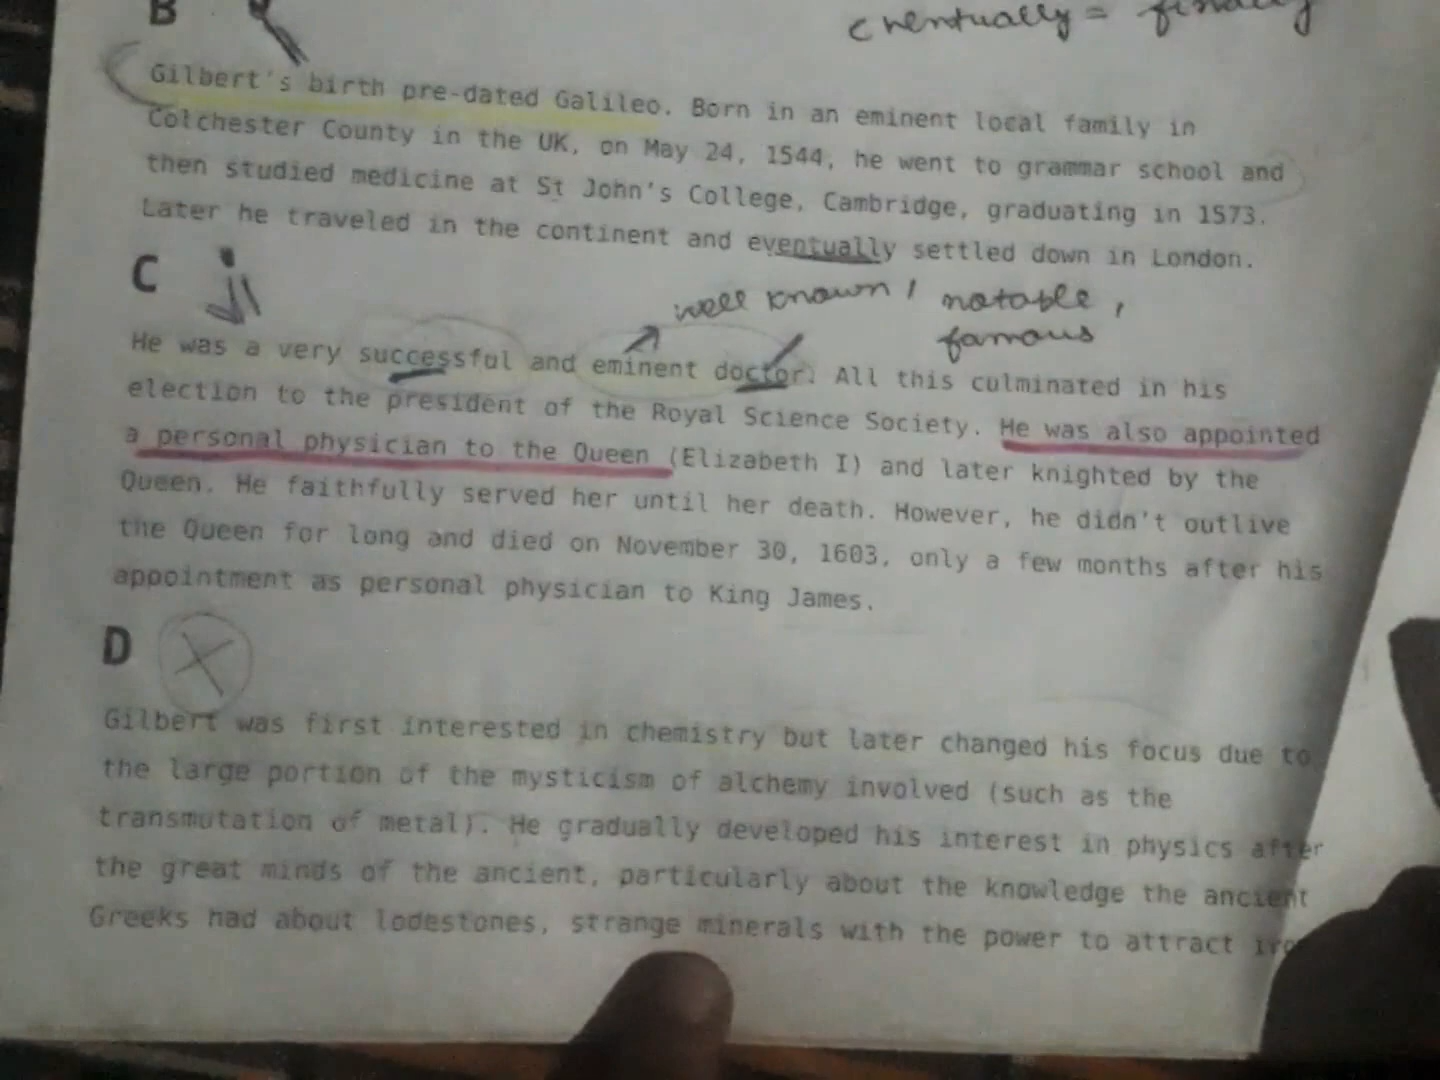 B
eventually = finally
Gilbert's birth pre-dated Galileo. Born in an eminent local family in
Colchester County in the UK, on May 24, 1544, he went to grammar school and
then studied medicine at St John's College, Cambridge, graduating in 1573.
Later he traveled in the continent and eventually settled down in London.
C
well known, notable,
famous
He was a very successful and eminent doctor. All this culminated in his
election to the president of the Royal Science Society. He was also appointed
a personal physician to the Queen (Elizabeth I) and later knighted by the
Queen. He faithfully served her until her death. However, he didn't outlive
the Queen for long and died on November 30, 1603, only a few months after his
appointment as personal physician to King James.
D
Gilbert was first interested in chemistry but later changed his focus due to
the large portion of the mysticism of alchemy involved (such as the
transmutation of metal). He gradually developed his interest in physics after
the great minds of the ancient, particularly about the knowledge the ancient
Greeks had about lodestones, strange minerals with the power to attract